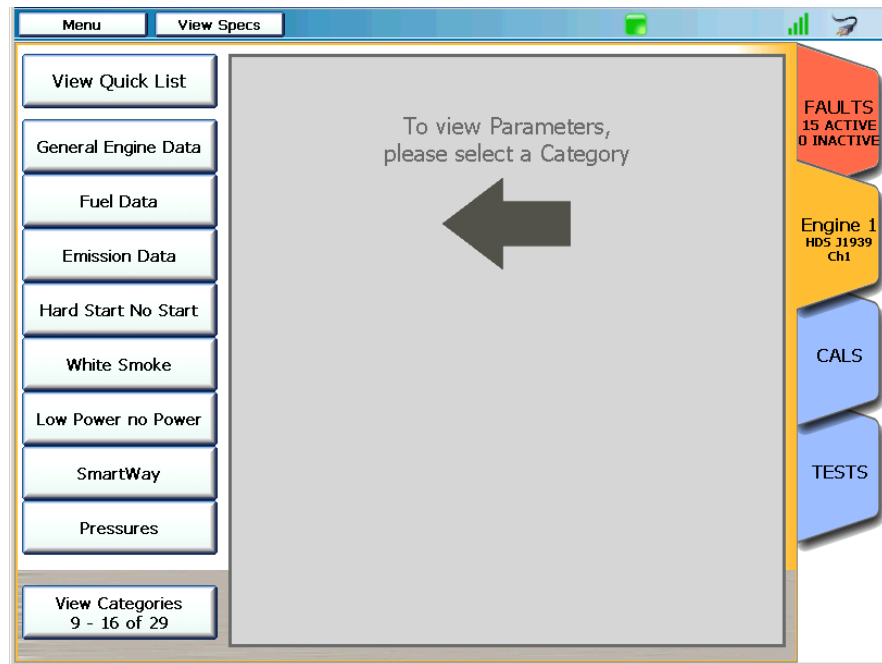 Menu
View Specs
View Quick List
General Engine Data
Fuel Data
Emission Data
Hard Start No Start
White Smoke
Low Power no Power
SmartWay
Pressures
View Categories
9 - 16 of 29
To view Parameters,
please select a Category
FAULTS
15 ACTIVE
0 INACTIVE
Engine 1
HDS J1939
Ch1
CALS
TESTS